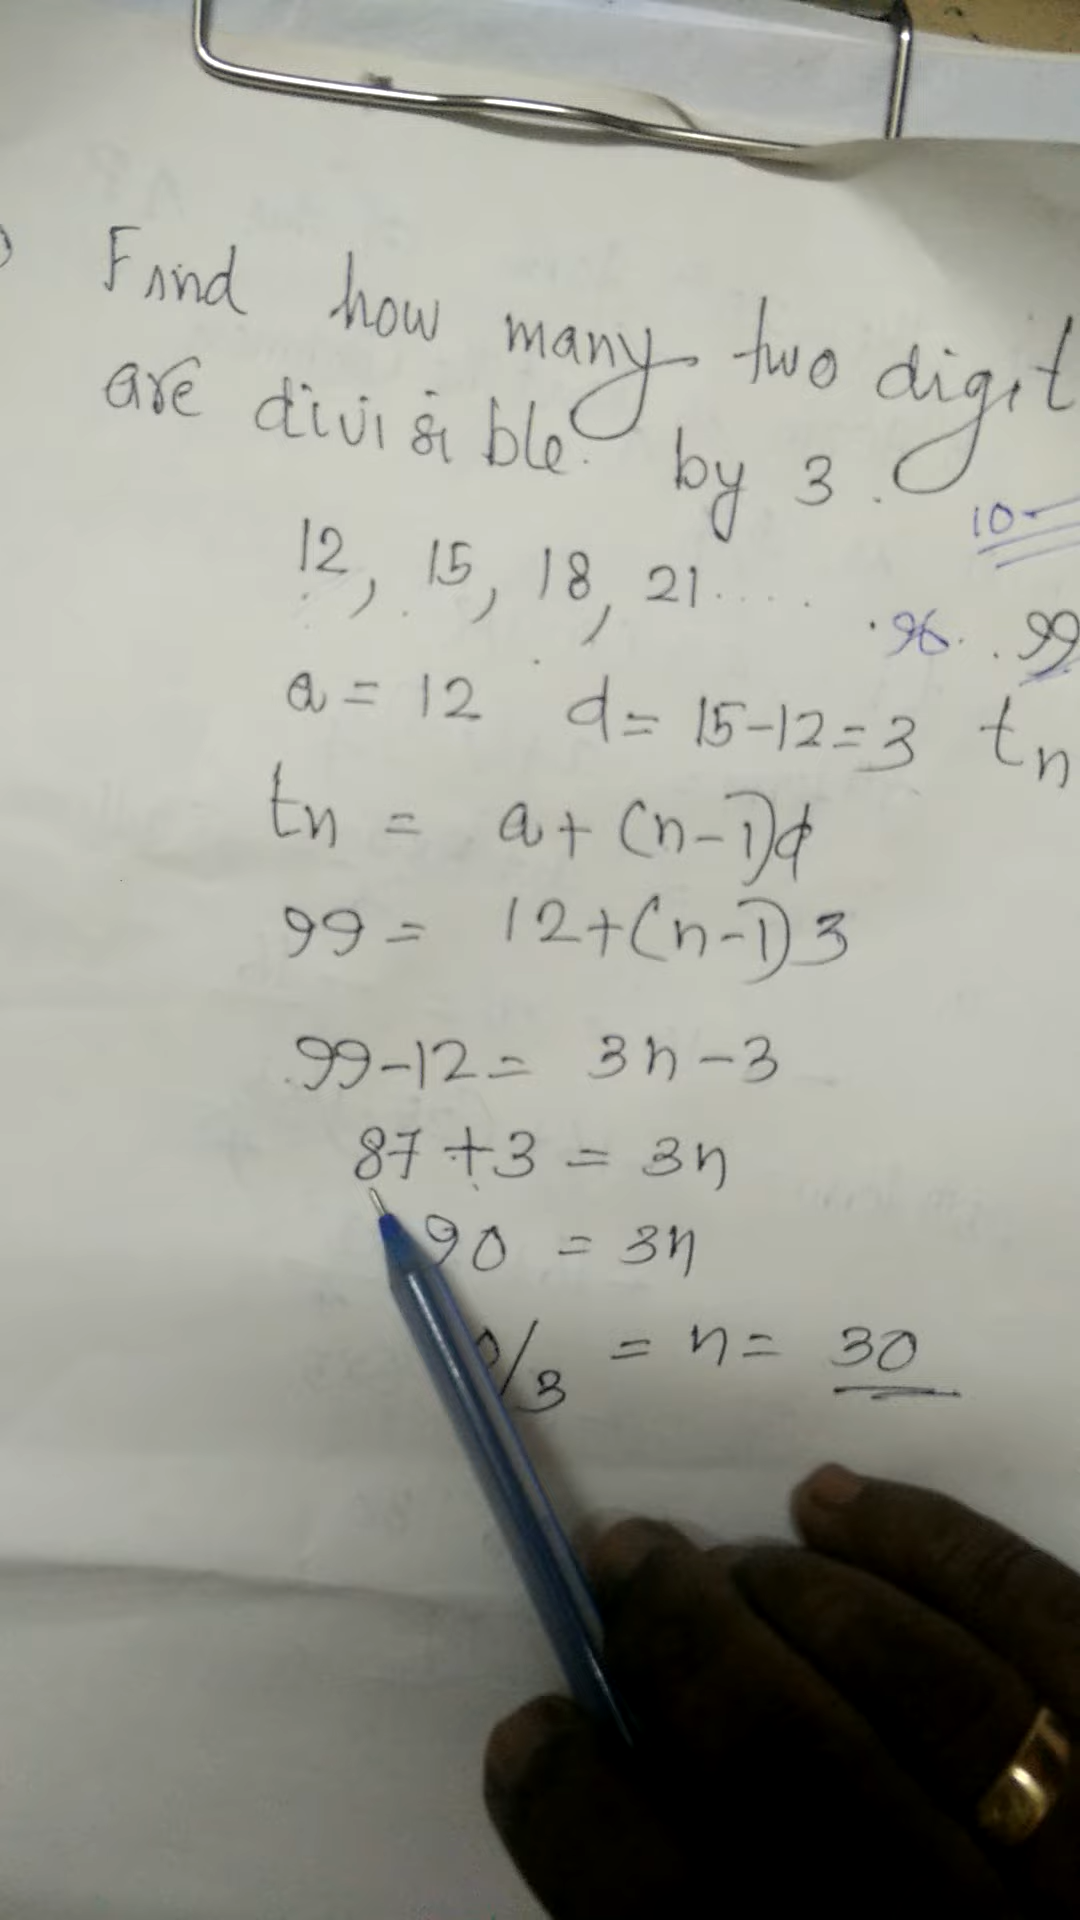 Find how many two digit
are divisible by 3.
10-
12, 15, 18, 21 .... .96. . 99
a = 12 d = 15-12=3 tn
tn = a + (n-1)d
99 = 12+(n-1)3
99-12 = 3n-3
87+3 = 3n
90 = 3n
/3 = n = 30